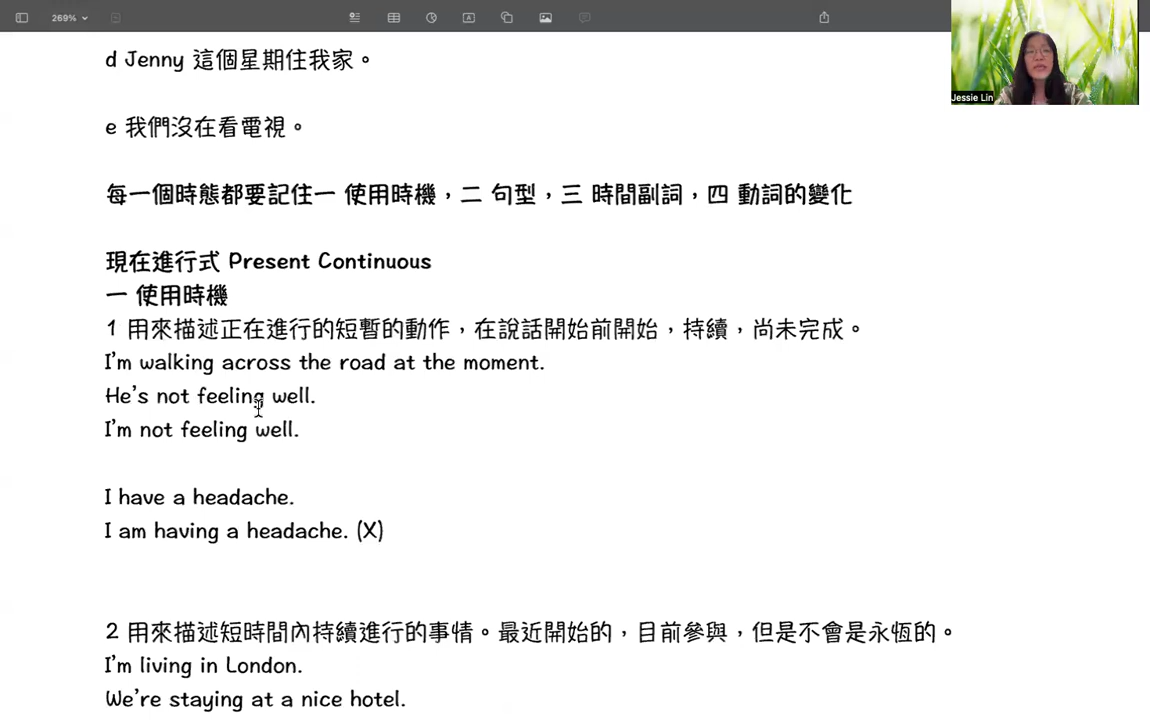 269%
Jessie Lin
d Jenny 這個星期住我家。
e 我們沒在看電視。
每一個時態都要記住一 使用時機，二 句型，三 時間副詞，四 動詞的變化
現在進行式 Present Continuous
一 使用時機
1 用來描述正在進行的短暫的動作，在說話開始前開始，持續，尚未完成。
I'm walking across the road at the moment.
He's not feeling well.
I'm not feeling well.
I have a headache.
I am having a headache. (X)
2 用來描述短時間內持續進行的事情。最近開始的，目前參與，但是不會是永恆的。
I'm living in London.
We're staying at a nice hotel.